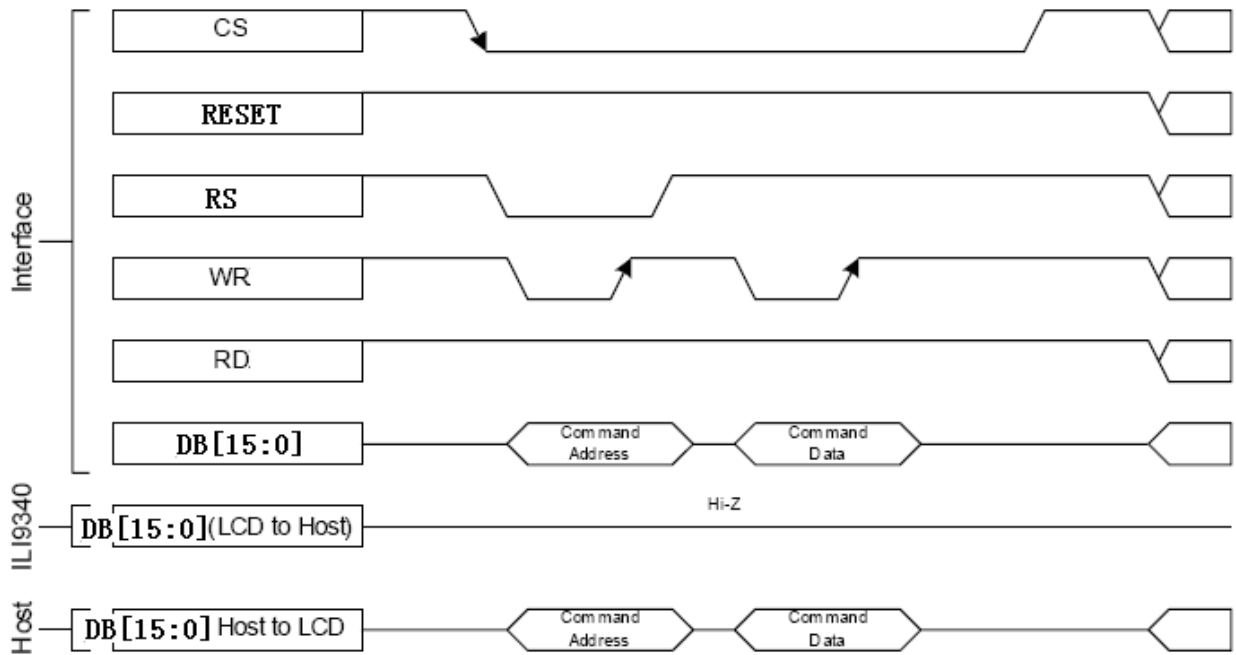 CS
RESET
RS
WR
RD
DB[15:0]
Command
Address
Command
Data
Interface
Hi-Z
DB[15:0](LCD to Host)
ILI9340
DB[15:0] Host to LCD
Command
Address
Command
Data
Host